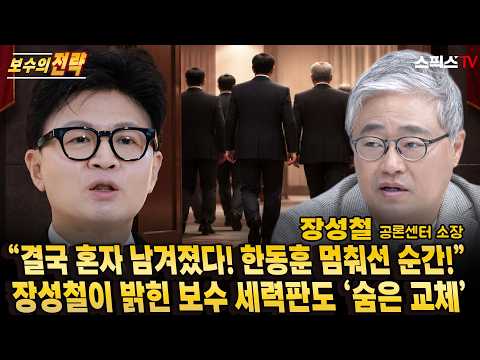 보수의전략
스픽스TV
장성철 공론센터 소장
“결국 혼자 남겨졌다! 한동훈 멈춰선 순간!”
장성철이 밝힌 보수 세력판도 ‘숨은 교체’